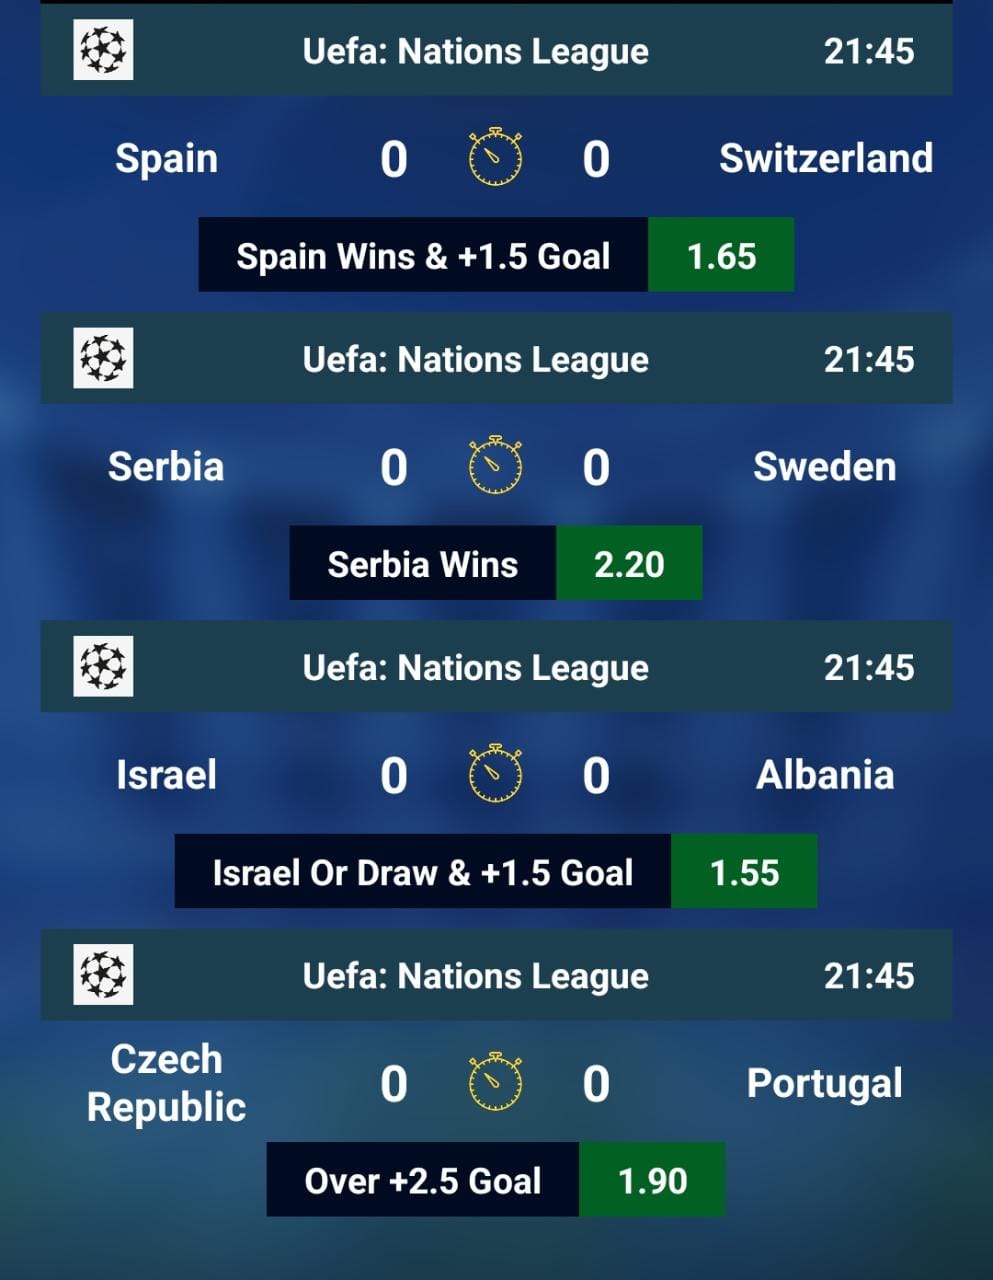 Uefa: Nations League 21:45
Spain 0 0 Switzerland
Spain Wins & +1.5 Goal 1.65
Uefa: Nations League 21:45
Serbia 0 0 Sweden
Serbia Wins 2.20
Uefa: Nations League 21:45
Israel 0 0 Albania
Israel Or Draw & +1.5 Goal 1.55
Uefa: Nations League 21:45
Czech
Republic 0 0 Portugal
Over +2.5 Goal 1.90